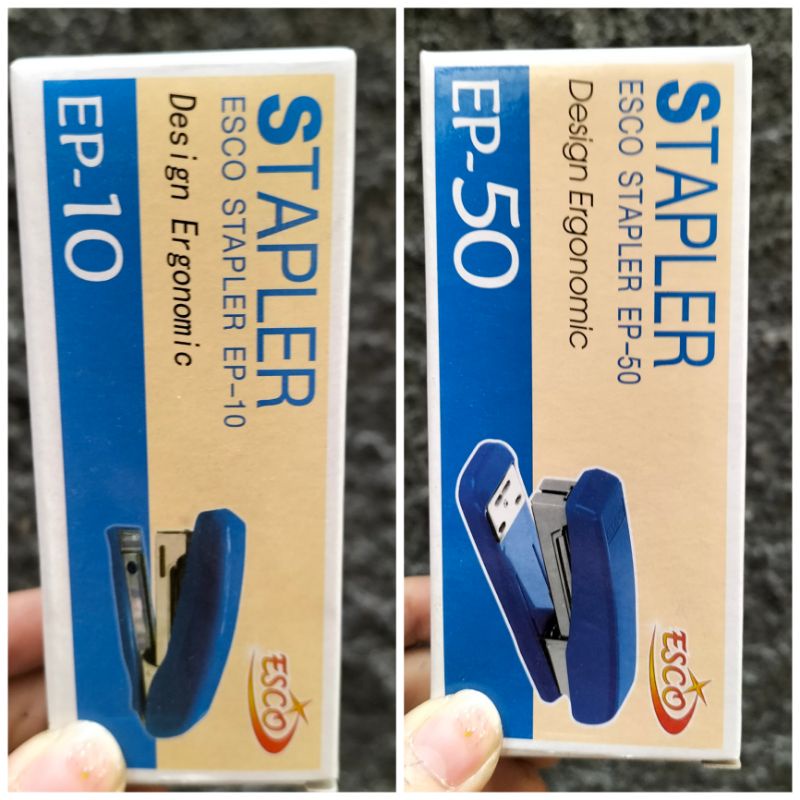 STAPLER
ESCO STAPLER EP-10
Design Ergonomic
EP-10
ESCO
STAPLER
ESCO STAPLER EP-50
Design Ergonomic
EP-50
ESCO